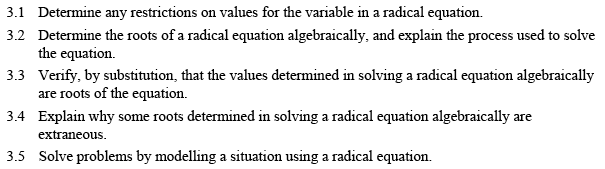 3.1 Determine any restrictions on values for the variable in a radical equation.
3.2 Determine the roots of a radical equation algebraically, and explain the process used to solve
the equation.
3.3 Verify, by substitution, that the values determined in solving a radical equation algebraically
are roots of the equation.
3.4 Explain why some roots determined in solving a radical equation algebraically are
extraneous.
3.5 Solve problems by modelling a situation using a radical equation.